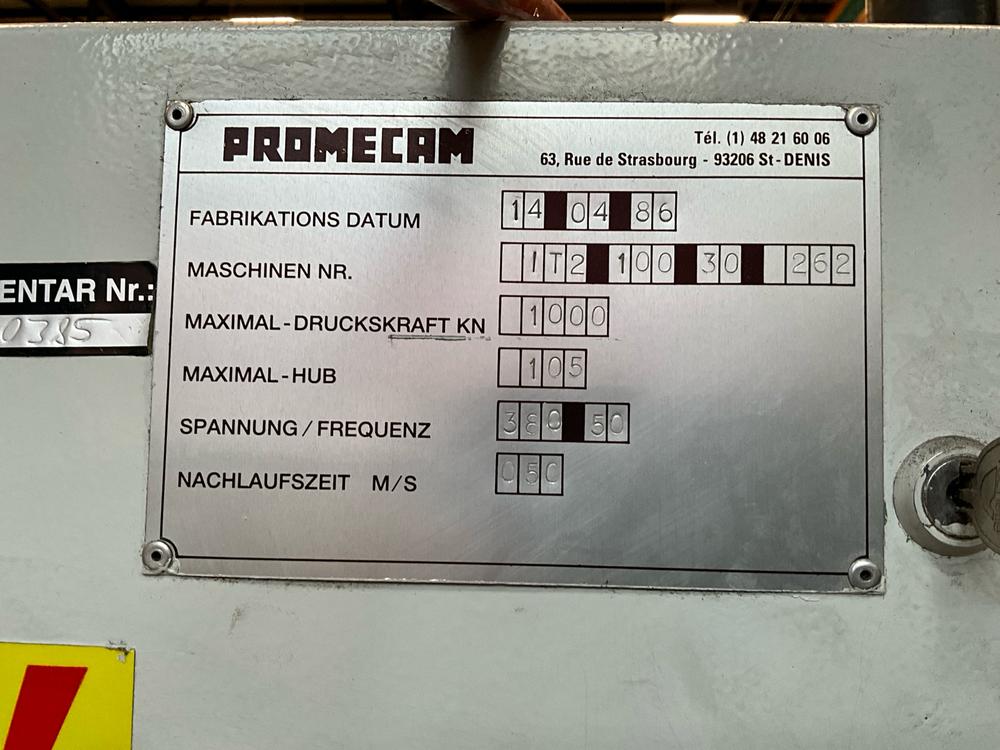 PROMECAM
Tél. (1) 48 21 60 06
63, Rue de Strasbourg - 93206 St-DENIS
FABRIKATIONS DATUM 14 04 86
MASCHINEN NR. IT2 100 30 262
MAXIMAL-DRUCKSKRAFT KN 1000
MAXIMAL-HUB 105
SPANNUNG/FREQUENZ 380 50
NACHLAUFSZEIT M/S 050
ENTAR Nr.:
0385